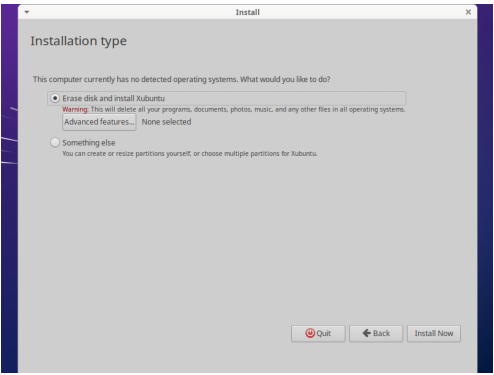 Install
Installation type
This computer currently has no detected operating systems. What would you like to do?
Erase disk and install Xubuntu
Warning: This will delete all your programs, documents, photos, music, and any other files in all operating systems.
Advanced features... None selected
Something else
You can create or resize partitions yourself, or choose multiple partitions for Xubuntu.
Quit Back Install Now